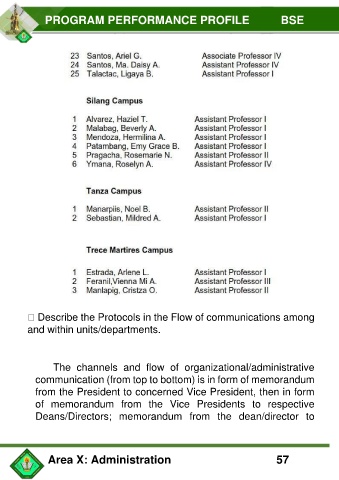 PROGRAM PERFORMANCE PROFILE BSE
23 Santos, Ariel G. Associate Professor IV
24 Santos, Ma. Daisy A. Assistant Professor IV
25 Talactac, Ligaya B. Assistant Professor I
Silang Campus
1 Alvarez, Haziel T. Assistant Professor I
2 Malabag, Beverly A. Assistant Professor I
3 Mendoza, Hermilina A. Assistant Professor I
4 Patambang, Emy Grace B. Assistant Professor I
5 Pragacha, Rosemarie N. Assistant Professor II
6 Ymana, Roselyn A. Assistant Professor IV
Tanza Campus
1 Manarpiis, Noel B. Assistant Professor II
2 Sebastian, Mildred A. Assistant Professor I
Trece Martires Campus
1 Estrada, Arlene L. Assistant Professor I
2 Feranil,Vienna Mi A. Assistant Professor III
3 Manlapig, Cristza O. Assistant Professor II
Describe the Protocols in the Flow of communications among
and within units/departments.
The channels and flow of organizational/administrative
communication (from top to bottom) is in form of memorandum
from the President to concerned Vice President, then in form
of memorandum from the Vice Presidents to respective
Deans/Directors; memorandum from the dean/director to
Area X: Administration 57